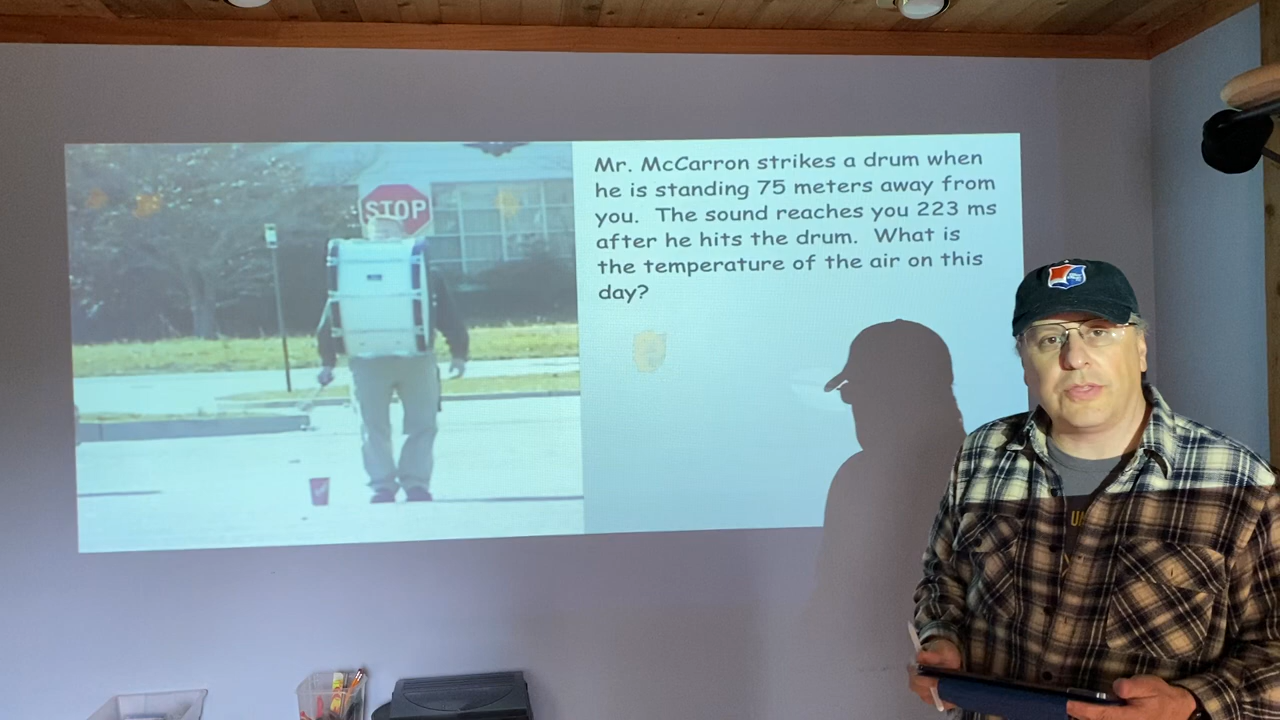 STOP
Mr. McCarron strikes a drum when
he is standing 75 meters away from
you. The sound reaches you 223 ms
after he hits the drum. What is
the temperature of the air on this
day?